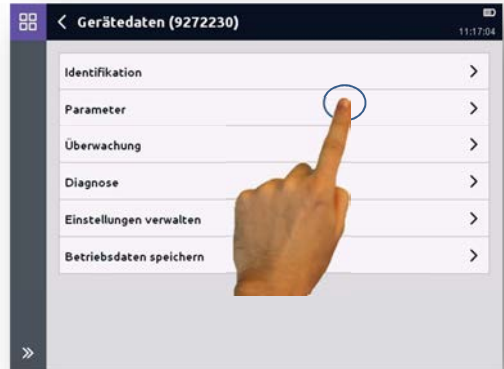 Gerätedaten (9272230)
11:17:04
Identifikation
Parameter
Überwachung
Diagnose
Einstellungen verwalten
Betriebsdaten speichern